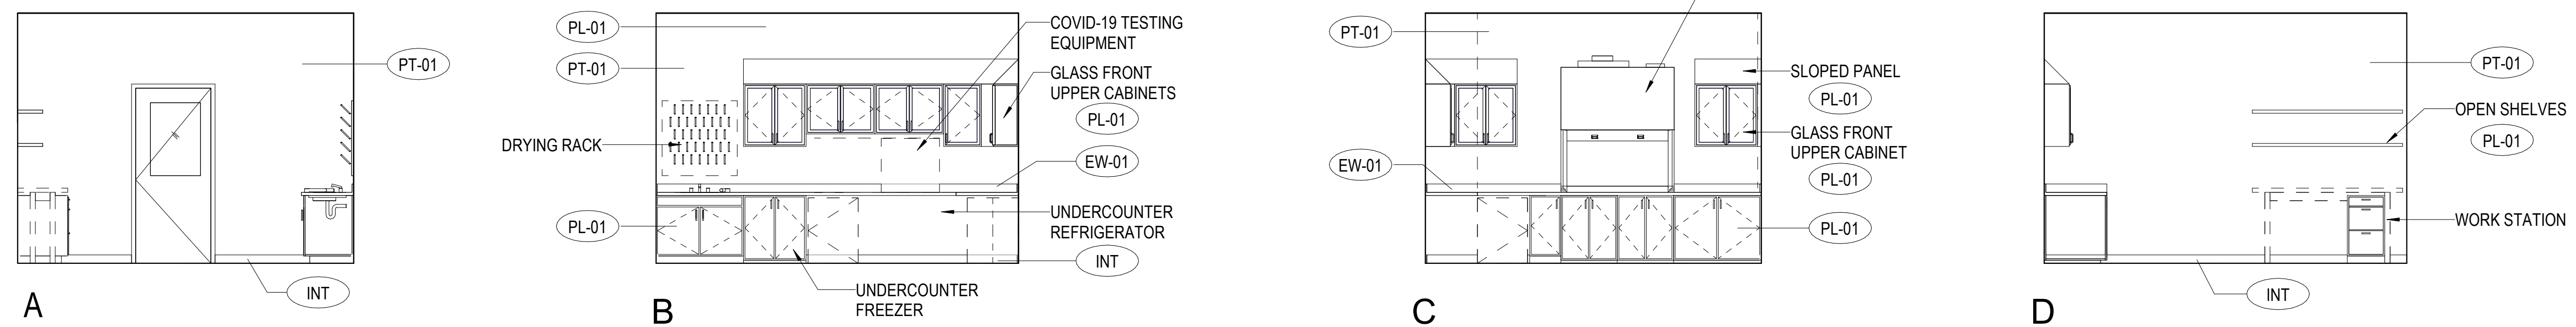 PT-01
INT
A
PL-01
PT-01
DRYING RACK
PL-01
COVID-19 TESTING
EQUIPMENT
GLASS FRONT
UPPER CABINETS
PL-01
EW-01
UNDERCOUNTER
REFRIGERATOR
INT
UNDERCOUNTER
FREEZER
B
PT-01
EW-01
SLOPED PANEL
PL-01
GLASS FRONT
UPPER CABINET
PL-01
PL-01
C
PT-01
OPEN SHELVES
PL-01
WORK STATION
INT
D